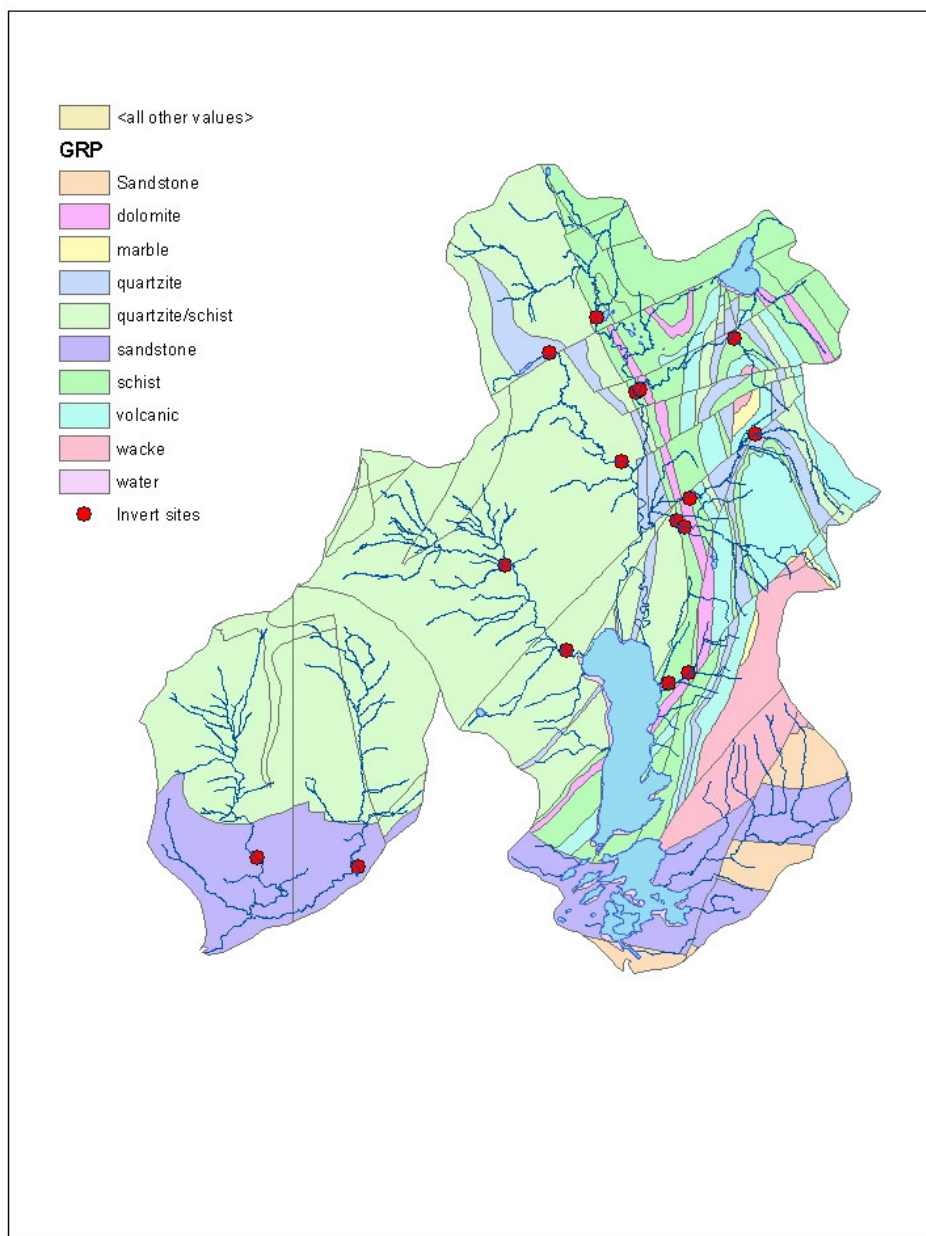 <all other values>
GRP
Sandstone
dolomite
marble
quartzite
quartzite/schist
sandstone
schist
volcanic
wacke
water
Invert sites